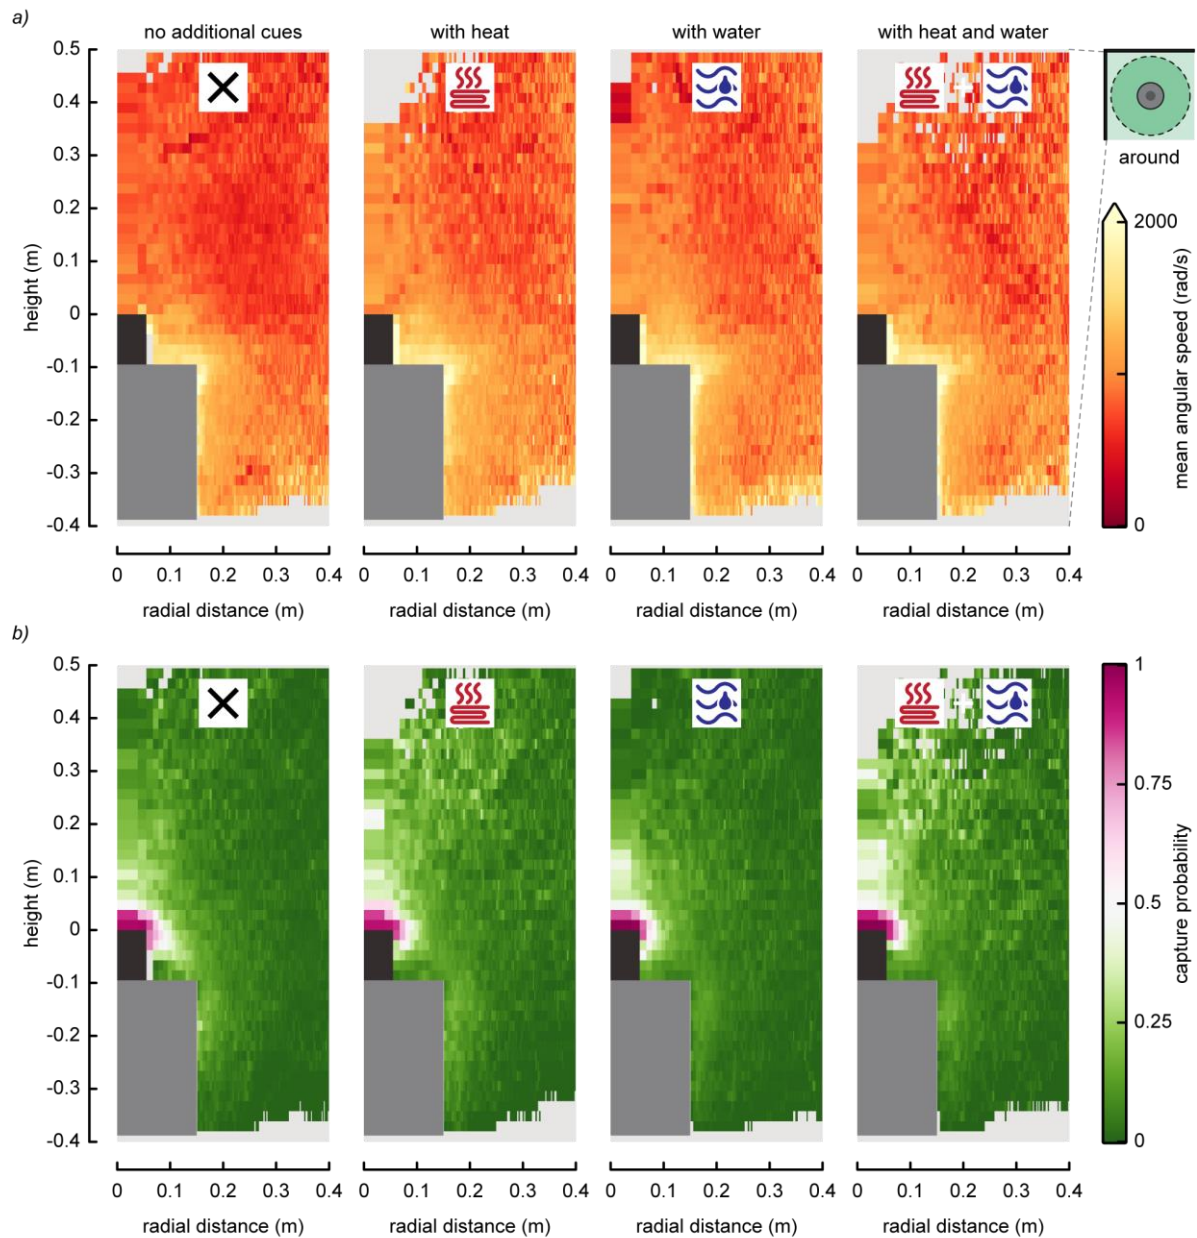 a)
no additional cues with heat with water with heat and water
0.5
0.4
0.3
0.2
0.1
0
-0.1
-0.2
-0.3
-0.4
height (m)
around
2000
0
mean angular speed (rad/s)
0 0.1 0.2 0.3 0.4 0 0.1 0.2 0.3 0.4 0 0.1 0.2 0.3 0.4 0 0.1 0.2 0.3 0.4
radial distance (m) radial distance (m) radial distance (m) radial distance (m)
b)
0.5
0.4
0.3
0.2
0.1
0
-0.1
-0.2
-0.3
-0.4
height (m)
1
0.75
0.5
0.25
0
capture probability
0 0.1 0.2 0.3 0.4 0 0.1 0.2 0.3 0.4 0 0.1 0.2 0.3 0.4 0 0.1 0.2 0.3 0.4
radial distance (m) radial distance (m) radial distance (m) radial distance (m)